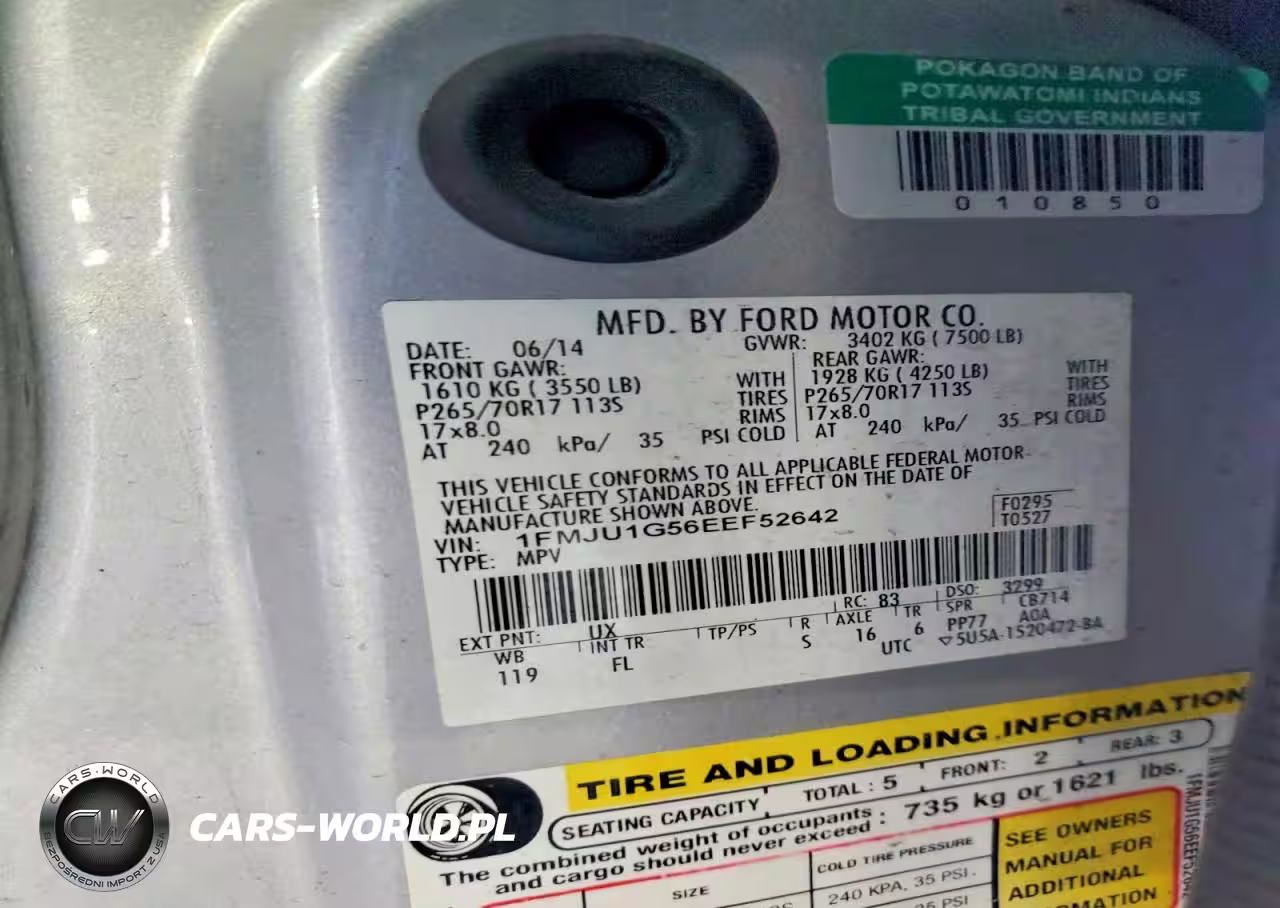 POKAGON BAND OF
POTAWATOMI INDIANS
TRIBAL GOVERNMENT
010850
MFD. BY FORD MOTOR CO.
DATE: 06/14 GVWR: 3402 KG ( 7500 LB)
FRONT GAWR: REAR GAWR:
1610 KG ( 3550 LB) WITH 1928 KG ( 4250 LB) WITH
P265/70R17 113S TIRES P265/70R17 113S TIRES
17x8.0 RIMS 17x8.0 RIMS
AT 240 kPa/ 35 PSI COLD AT 240 kPa/ 35 PSI COLD
THIS VEHICLE CONFORMS TO ALL APPLICABLE FEDERAL MOTOR
VEHICLE SAFETY STANDARDS IN EFFECT ON THE DATE OF
MANUFACTURE SHOWN ABOVE.
F0295
T0527
VIN: 1FMJU1G56EEF52642
TYPE: MPV
EXT PNT: UX RC: 83 DSO: 3299
WB INT TR TP/PS R AXLE TR SPR CB714
119 FL S 16 6 PP77 A0A
UTC 5U5A-1520472-BA
TIRE AND LOADING INFORMATION
SEATING CAPACITY TOTAL : 5 FRONT: 2 REAR: 3
The combined weight of occupants
and cargo should never exceed : 735 kg or 1621 lbs.
SIZE COLD TIRE PRESSURE
240 KPA, 35 PSI
35 PSI
SEE OWNERS
MANUAL FOR
ADDITIONAL
1FMJU1G56EEF52642
CARS-WORLD
CW
BEZPOŚREDNI IMPORT Z USA
CARS-WORLD.PL